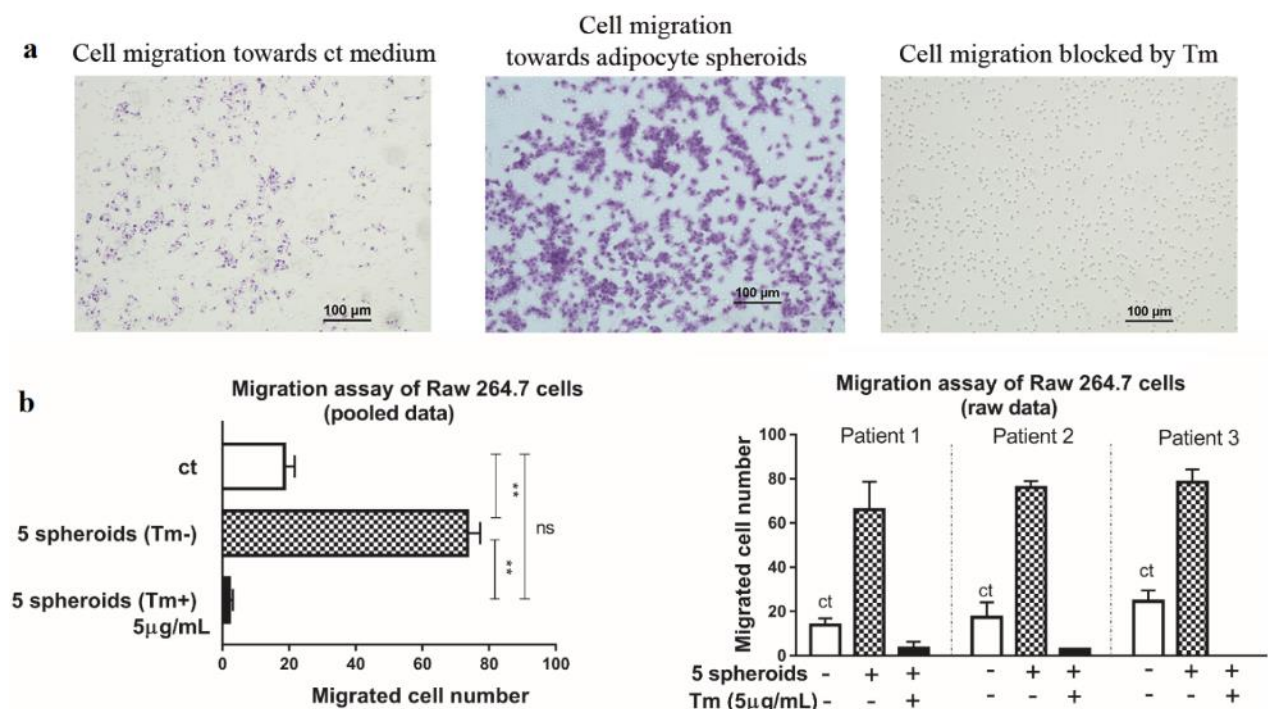 a
Cell migration towards ct medium
Cell migration
towards adipocyte spheroids
Cell migration blocked by Tm
100 µm
100 µm
100 µm
b
Migration assay of Raw 264.7 cells
(pooled data)
ct
5 spheroids (Tm-)
5 spheroids (Tm+)
5µg/mL
**
**
ns
0 20 40 60 80 100
Migrated cell number
Migration assay of Raw 264.7 cells
(raw data)
Patient 1 Patient 2 Patient 3
Migrated cell number
100
80
60
40
20
0
ct ct ct
5 spheroids - + + - + + - + +
Tm (5µg/mL) - - + - - + - - +